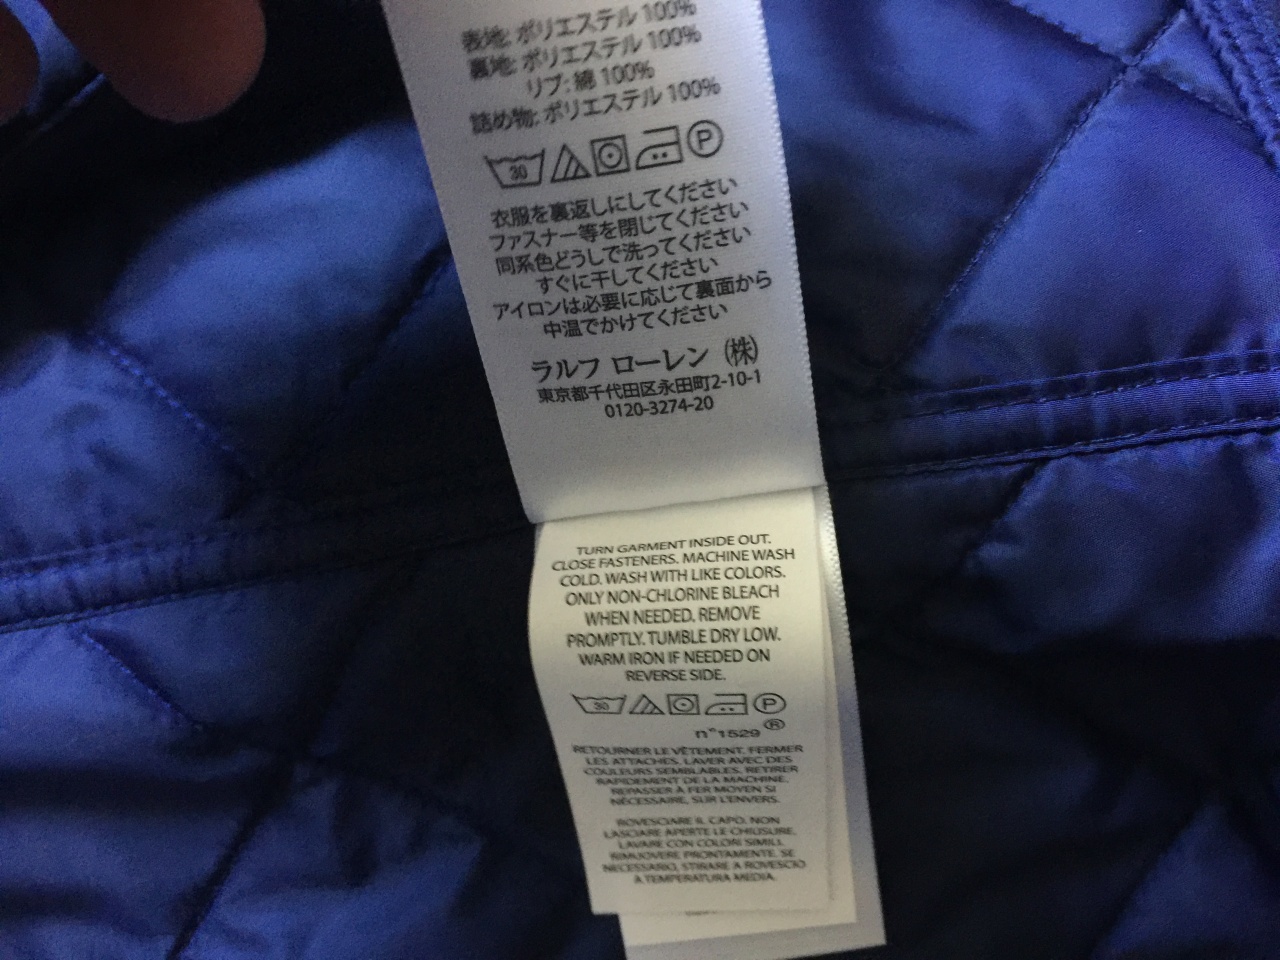 表地: ポリエステル 100%
裏地: ポリエステル 100%
リブ: 綿 100%
詰め物: ポリエステル 100%
30 P
衣服を裏返しにしてください
ファスナー等を閉じてください
同系色どうしで洗ってください
すぐに干してください
アイロンは必要に応じて裏面から
中温でかけてください
ラルフ ローレン (株)
東京都千代田区永田町2-10-1
0120-3274-20
TURN GARMENT INSIDE OUT.
CLOSE FASTENERS. MACHINE WASH
COLD. WASH WITH LIKE COLORS.
ONLY NON-CHLORINE BLEACH
WHEN NEEDED. REMOVE
PROMPTLY. TUMBLE DRY LOW.
WARM IRON IF NEEDED ON
REVERSE SIDE.
30 P
n°1529 ®
RETOURNER LE VÊTEMENT. FERMER
LES ATTACHES. LAVER AVEC DES
COULEURS SEMBLABLES. RETIRER
RAPIDEMENT DE LA MACHINE.
REPASSER À FER MOYEN SI
NÉCESSAIRE, SUR L'ENVERS.
ROVESCIARE IL CAPO. NON
LASCIARE APERTE LE CHIUSURE.
LAVARE CON COLORI SIMILI.
RIMUOVERE PRONTAMENTE. SE
NECESSARIO, STIRARE A ROVESCIO
A TEMPERATURA MEDIA.